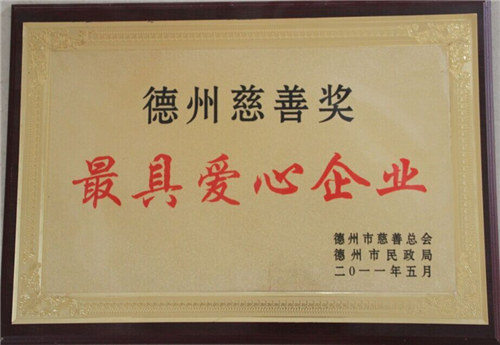 德州慈善奖
最具爱心企业
德州市慈善总会
德州市民政局
二0一一年五月